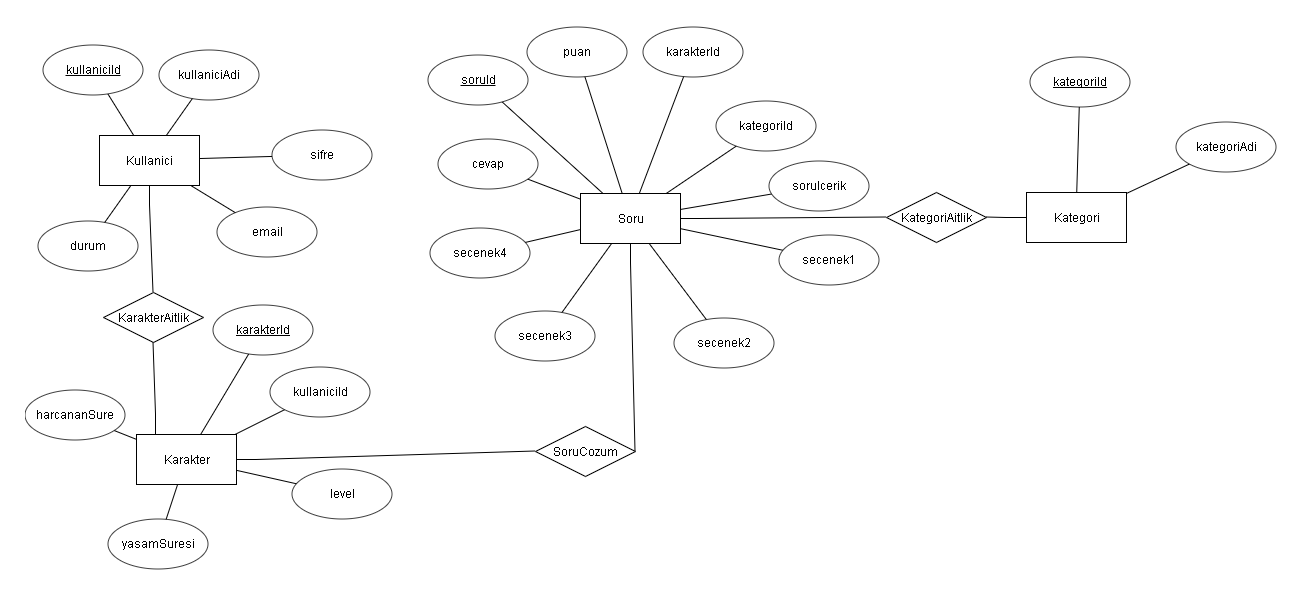 kullaniciId
kullaniciAdi
Kullanici
sifre
durum
email
KarakterAitlik
karakterId
kullaniciId
harcananSure
Karakter
level
yasamSuresi
SoruCozum
puan
karakterId
soruId
kategoriId
cevap
soruIcerik
Soru
secenek4
secenek1
secenek3
secenek2
KategoriAitlik
kategoriId
kategoriAdi
Kategori